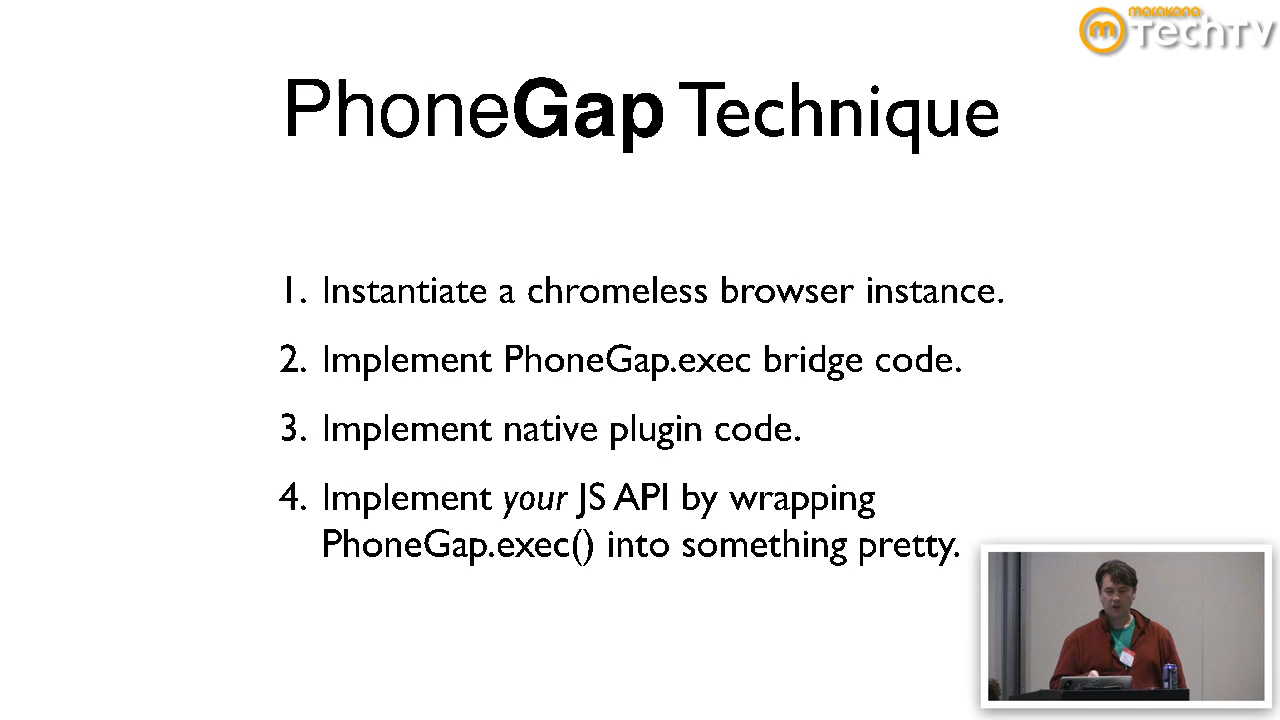 marakana
m TechTV
PhoneGap Technique
1. Instantiate a chromeless browser instance.
2. Implement PhoneGap.exec bridge code.
3. Implement native plugin code.
4. Implement your JS API by wrapping
PhoneGap.exec() into something pretty.